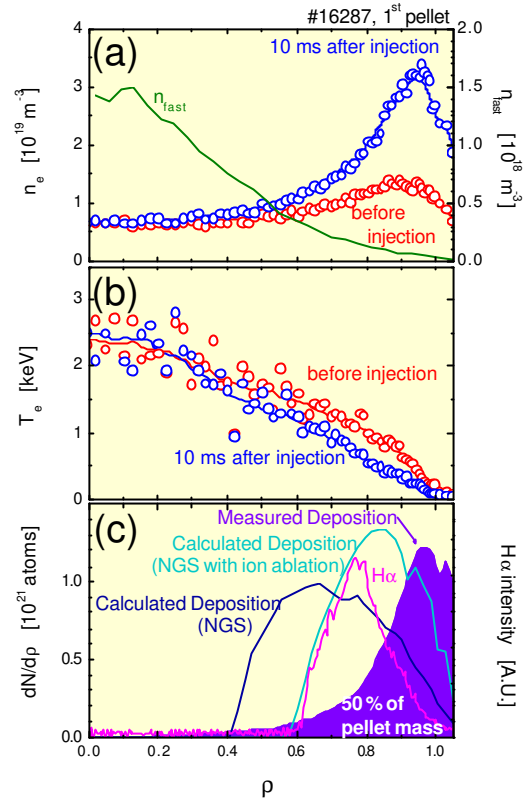 #16287, 1st pellet
(a)
10 ms after injection
nfast
before
injection
ne [10^19 m^-3]
nfast [10^18 m^-3]
4
3
2
1
0
2.0
1.5
1.0
0.5
0.0
(b)
before injection
10 ms after injection
Te [keV]
3
2
1
0
(c)
Measured Deposition
Calculated Deposition
(NGS with ion ablation)
Hα
Calculated Deposition
(NGS)
50 % of
pellet mass
dN/dρ [10^21 atoms]
Hα intensity [A.U.]
1.0
0.5
0.0
0.0 0.2 0.4 0.6 0.8 1.0
ρ